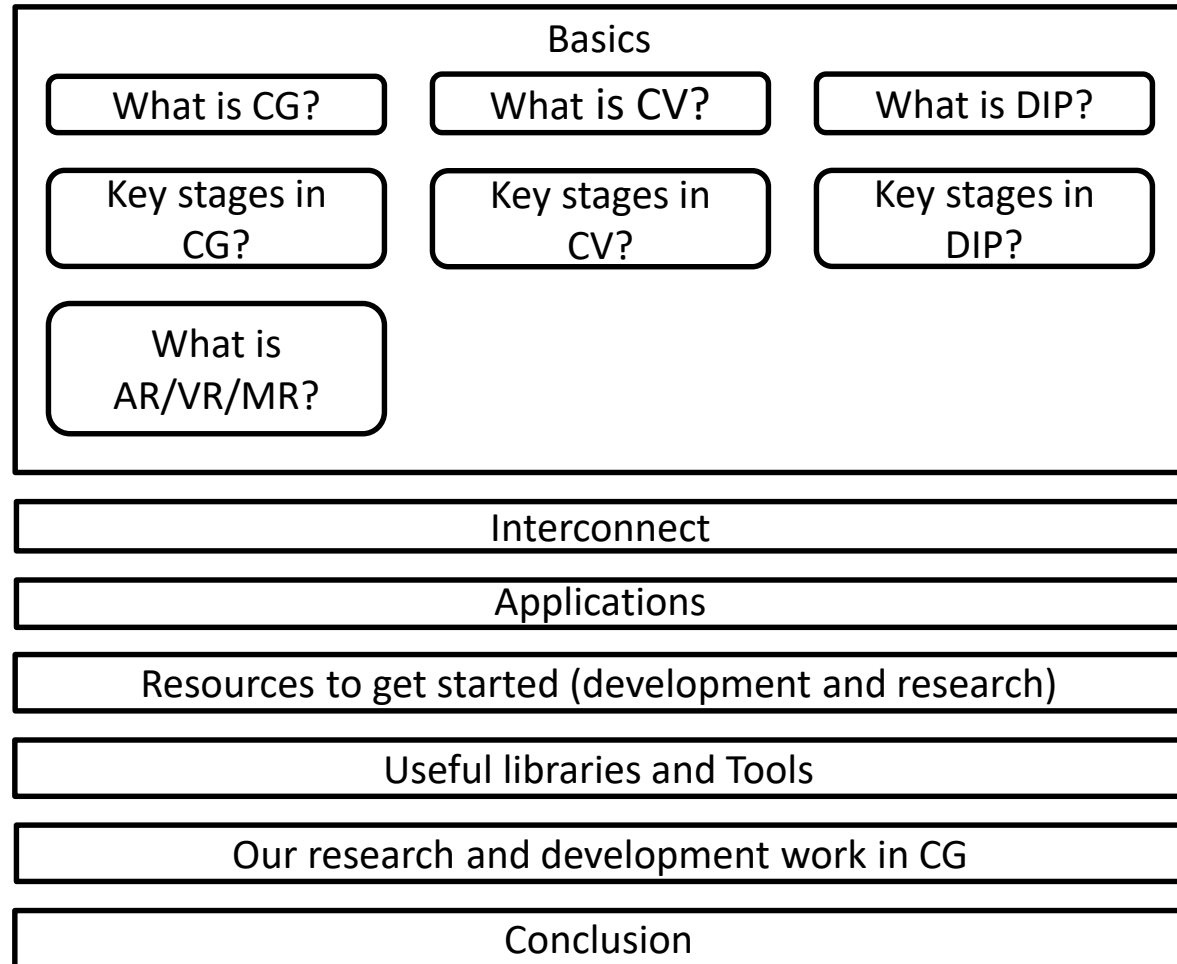 Basics
What is CG?
What is CV?
What is DIP?
Key stages in
CG?
Key stages in
CV?
Key stages in
DIP?
What is
AR/VR/MR?
Interconnect
Applications
Resources to get started (development and research)
Useful libraries and Tools
Our research and development work in CG
Conclusion